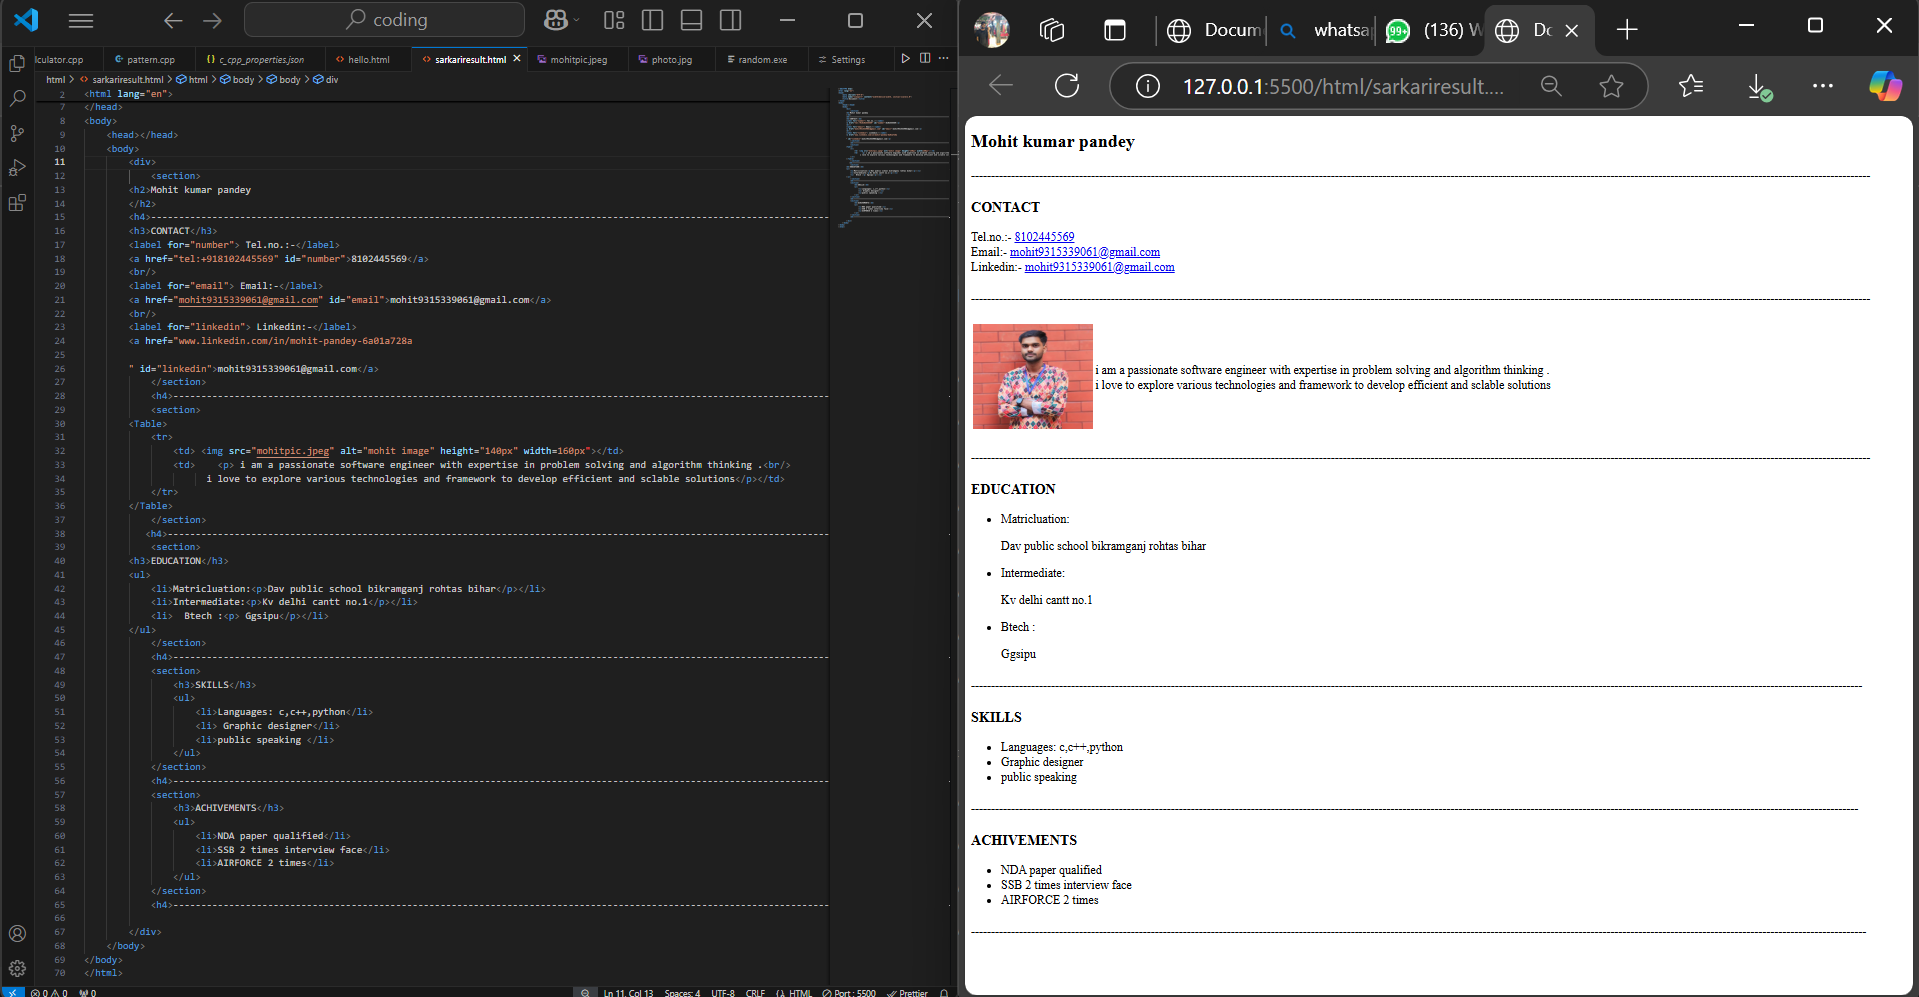 coding
lculator.cpp
pattern.cpp
c_cpp_properties.json
hello.html
sarkariresult.html
mohitpic.jpeg
photo.jpg
random.exe
Settings
html > sarkariresult.html > html > body > body > div
2 <html lang="en">
7 </head>
8 <body>
9 <head></head>
10 <body>
11 <div>
12 <section>
13 <h2>Mohit kumar pandey
14 </h2>
15 <h4>----------------------------------------
16 <h3>CONTACT</h3>
17 <label for="number"> Tel.no.:-</label>
18 <a href="tel:+918102445569" id="number">8102445569</a>
19 <br/>
20 <label for="email"> Email:-</label>
21 <a href="mohit9315339061@gmail.com" id="email">mohit9315339061@gmail.com</a>
22 <br/>
23 <label for="linkedin"> Linkedin:-</label>
24 <a href="www.linkedin.com/in/mohit-pandey-6a01a728a
25
26 " id="linkedin">mohit9315339061@gmail.com</a>
27 </section>
28 <h4>----------------------------------------
29 <section>
30 <Table>
31 <tr>
32 <td> <img src="mohitpic.jpeg" alt="mohit image" height="140px" width=160px"></td>
33 <td> <p> i am a passionate software engineer with expertise in problem solving and algorithm thinking .<br/>
34 i love to explore various technologies and framework to develop efficient and sclable solutions</p></td>
35 </tr>
36 </Table>
37 </section>
38 <h4>----------------------------------------
39 <section>
40 <h3>EDUCATION</h3>
41 <ul>
42 <li>Matricluation:<p>Dav public school bikramganj rohtas bihar</p></li>
43 <li>Intermediate:<p>Kv delhi cantt no.1</p></li>
44 <li> Btech :<p> Ggsipu</p></li>
45 </ul>
46 </section>
47 <h4>----------------------------------------
48 <section>
49 <h3>SKILLS</h3>
50 <ul>
51 <li>Languages: c,c++,python</li>
52 <li> Graphic designer</li>
53 <li>public speaking </li>
54 </ul>
55 </section>
56 <h4>----------------------------------------
57 <section>
58 <h3>ACHIVEMENTS</h3>
59 <ul>
60 <li>NDA paper qualified</li>
61 <li>SSB 2 times interview face</li>
62 <li>AIRFORCE 2 times</li>
63 </ul>
64 </section>
65 <h4>----------------------------------------
66
67 </div>
68 </body>
69 </body>
70 </html>
0 0 0
Ln 11, Col 13 Spaces: 4 UTF-8 CRLF HTML Port : 5500 Prettier
Docum
whatsa
99+ (136) W
Do
127.0.0.1:5500/html/sarkariresult....
Mohit kumar pandey
CONTACT
Tel.no.:- 8102445569
Email:- mohit9315339061@gmail.com
Linkedin:- mohit9315339061@gmail.com
i am a passionate software engineer with expertise in problem solving and algorithm thinking .
i love to explore various technologies and framework to develop efficient and sclable solutions
EDUCATION
Matricluation:
Dav public school bikramganj rohtas bihar
Intermediate:
Kv delhi cantt no.1
Btech :
Ggsipu
SKILLS
Languages: c,c++,python
Graphic designer
public speaking
ACHIVEMENTS
NDA paper qualified
SSB 2 times interview face
AIRFORCE 2 times